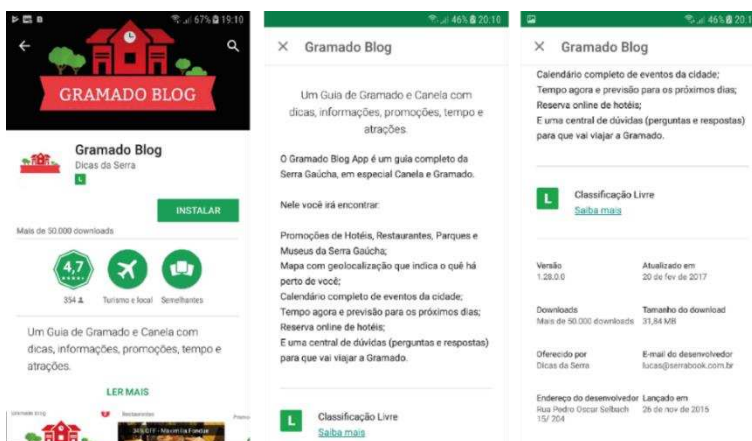 67% 19:10
GRAMADO BLOG
Gramado Blog
Dicas da Serra
L
INSTALAR
Mais de 50.000 downloads
4,7
354
Turismo e local
Semelhantes
Um Guia de Gramado e Canela com
dicas, informações, promoções, tempo e
atrações.
LER MAIS
Gramado Blog
Restaurantes
34% OFF - Maximilia Fondue
46% 20:10
Gramado Blog
Um Guia de Gramado e Canela com
dicas, informações, promoções, tempo e
atrações.
O Gramado Blog App é um guia completo da
Serra Gaúcha, em especial Canela e Gramado.
Nele você irá encontrar:
Promoções de Hotéis, Restaurantes, Parques e
Museus da Serra Gaúcha;
Mapa com geolocalização que indica o quê há
perto de você;
Calendário completo de eventos da cidade;
Tempo agora e previsão para os próximos dias;
Reserva online de hotéis;
E uma central de dúvidas (perguntas e respostas)
para que vai viajar a Gramado.
L
Classificação Livre
Saiba mais
46% 20:1
Gramado Blog
Calendário completo de eventos da cidade;
Tempo agora e previsão para os próximos dias;
Reserva online de hotéis;
E uma central de dúvidas (perguntas e respostas)
para que vai viajar a Gramado.
L
Classificação Livre
Saiba mais
Versão
1.28.0.0
Atualizado em
20 de fev de 2017
Downloads
Mais de 50.000 downloads
Tamanho do download
31,84 MB
Oferecido por
Dicas da Serra
E-mail do desenvolvedor
lucas@serrabook.com.br
Endereço do desenvolvedor
Rua Pedro Oscar Selbach
15/ 204
Lançado em
26 de nov de 2015